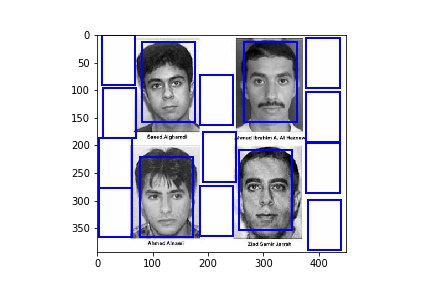 0
50
100
150
Saeed Alghamdi
Ahmad Ibrahim A. Al Haznawi
200
250
300
350
Ahmed Alnami
Ziad Samir Jarrah
0 100 200 300 400